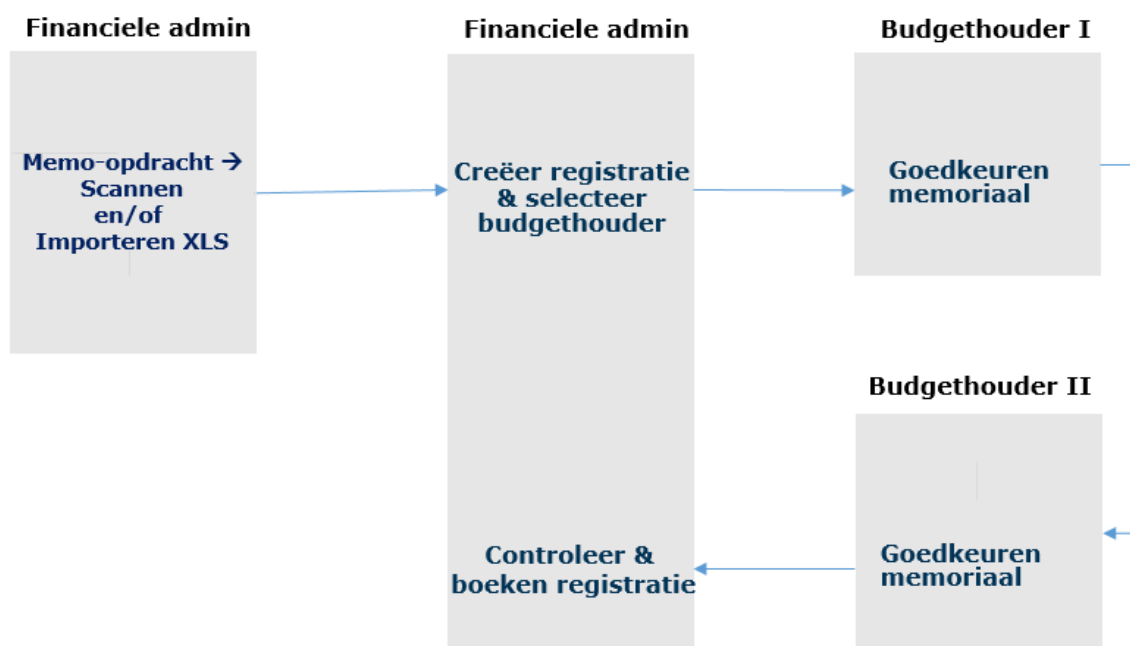 Financiele admin
Memo-opdracht →
Scannen
en/of
Importeren XLS
Financiele admin
Creëer registratie
& selecteer
budgethouder
Budgethouder I
Goedkeuren
memoriaal
Budgethouder II
Goedkeuren
memoriaal
Controleer &
boeken registratie